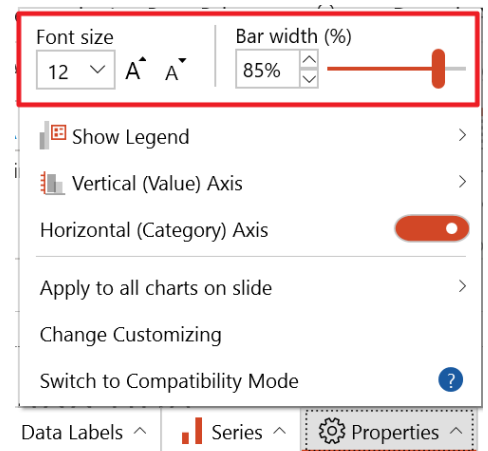 Font size
Bar width (%)
12
A
A
85%
Show Legend
Vertical (Value) Axis
Horizontal (Category) Axis
Apply to all charts on slide
Change Customizing
Switch to Compatibility Mode
?
Data Labels
Series
Properties